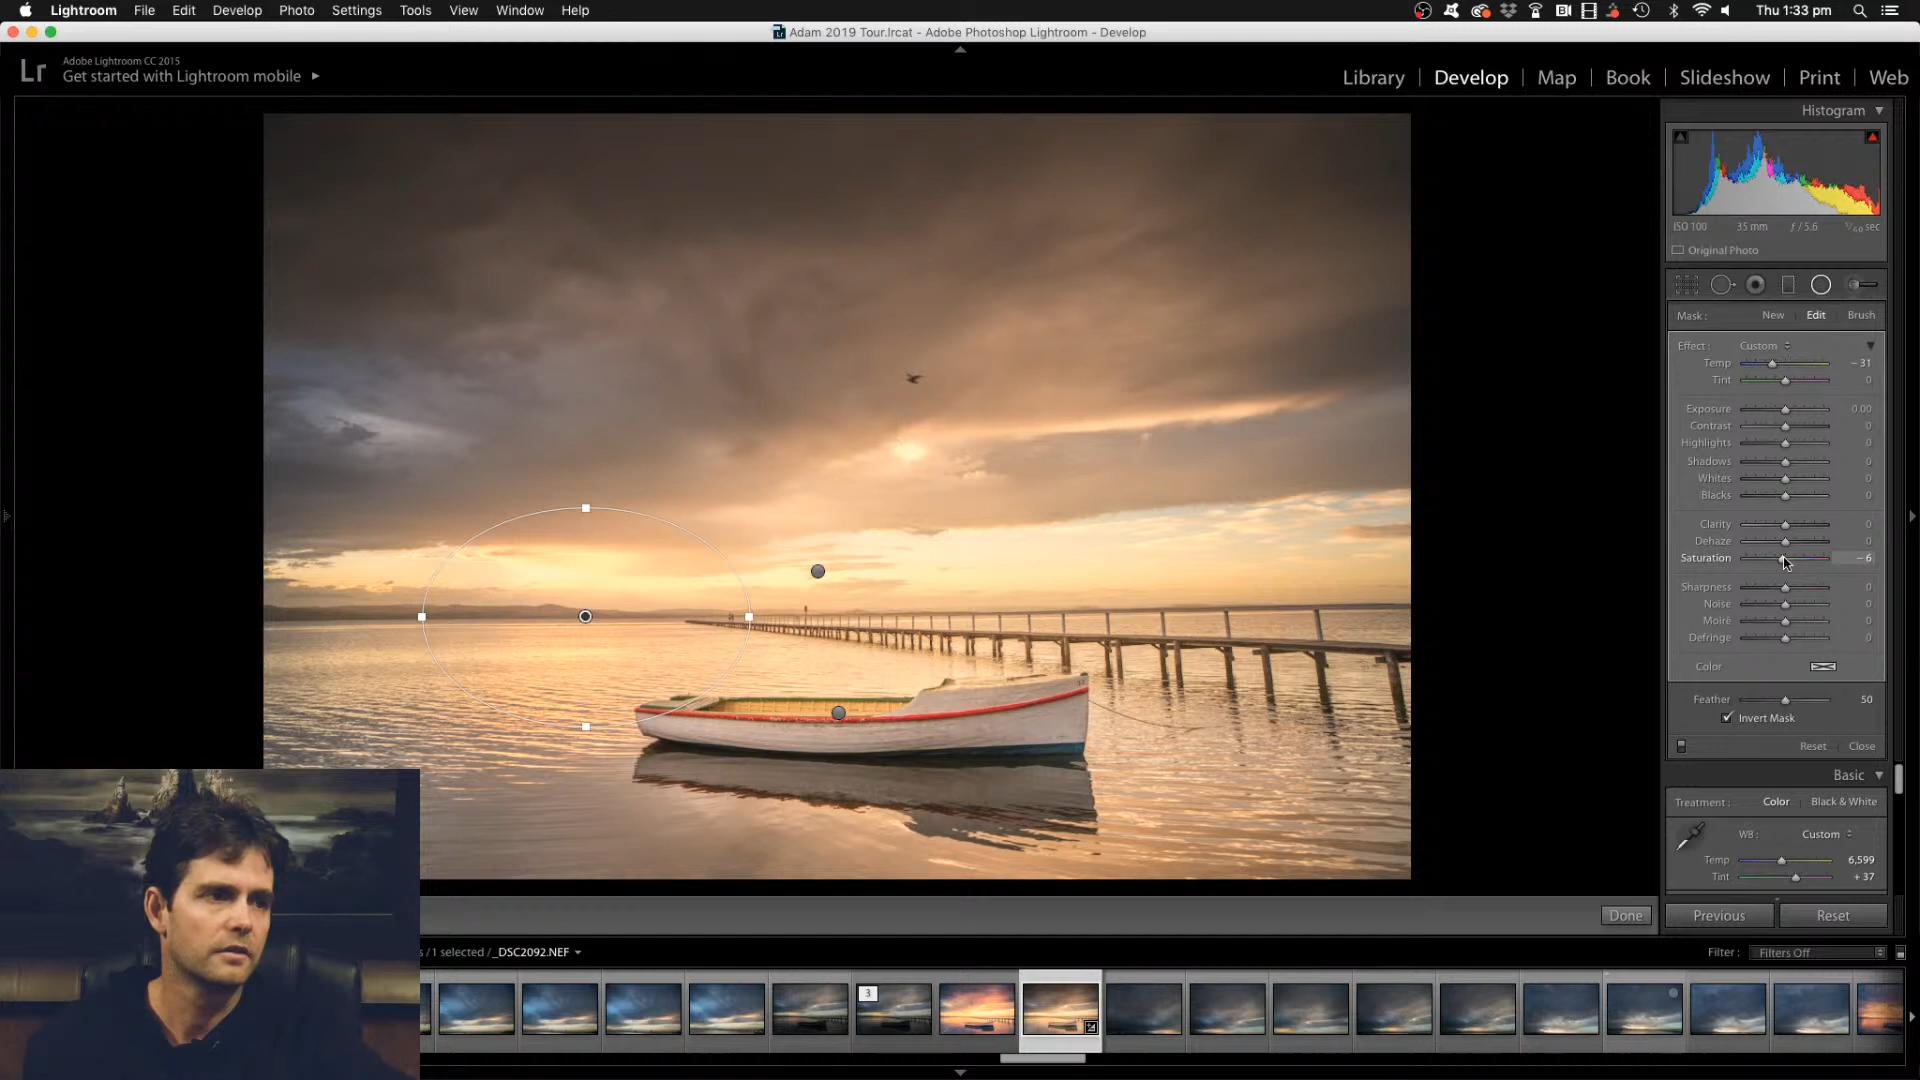 Lightroom File Edit Develop Photo Settings Tools View Window Help Thu 1:33 pm
Adam 2019 Tour.lrcat - Adobe Photoshop Lightroom - Develop
Lr Adobe Lightroom CC 2015
Get started with Lightroom mobile
Library Develop Map Book Slideshow Print Web
Histogram
ISO 100 35 mm ƒ / 5.6 1/60 sec
Original Photo
Mask : New Edit Brush
Effect : Custom
Temp – 31
Tint 0
Exposure 0.00
Contrast 0
Highlights 0
Shadows 0
Whites 0
Blacks 0
Clarity 0
Dehaze 0
Saturation – 6
Sharpness 0
Noise 0
Moiré 0
Defringe 0
Color
Feather 50
Invert Mask
Reset Close
Basic
Treatment : Color Black & White
WB : Custom
Temp 6,599
Tint + 37
Done Previous Reset
/1 selected / _DSC2092.NEF Filter : Filters Off
3